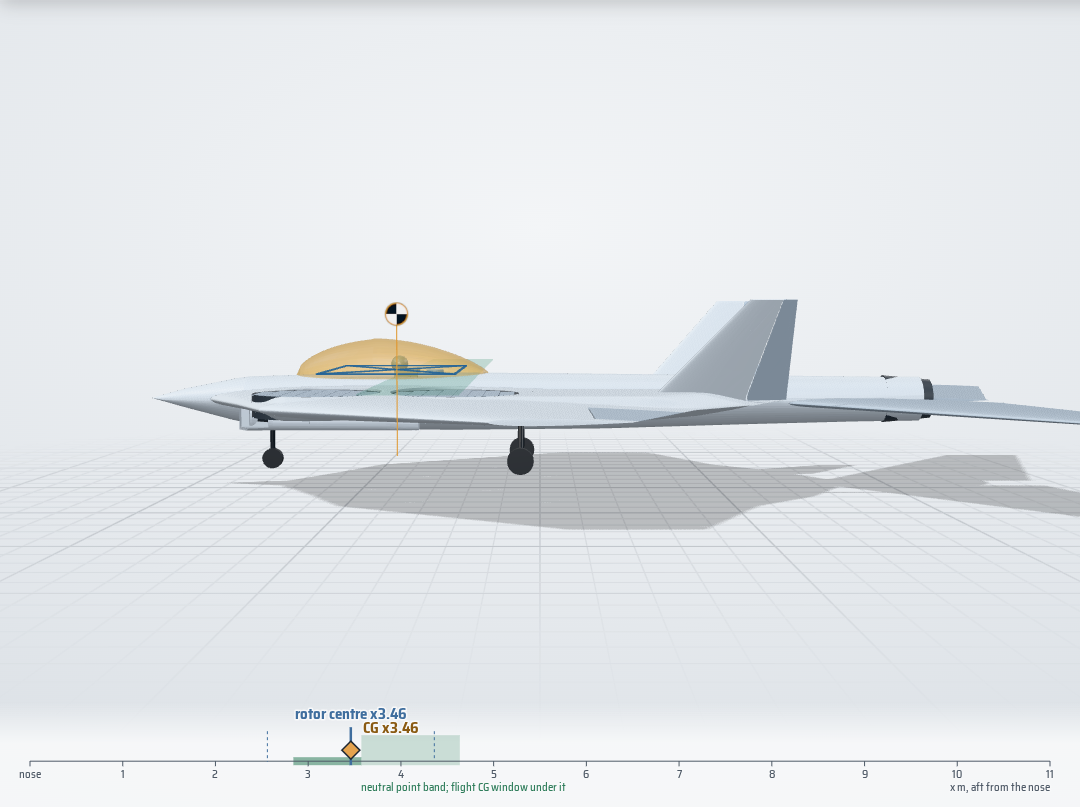 rotor centre x3.46
CG x3.46
nose 1 2 3 4 5 6 7 8 9 10 11
neutral point band; flight CG window under it
x m, aft from the nose